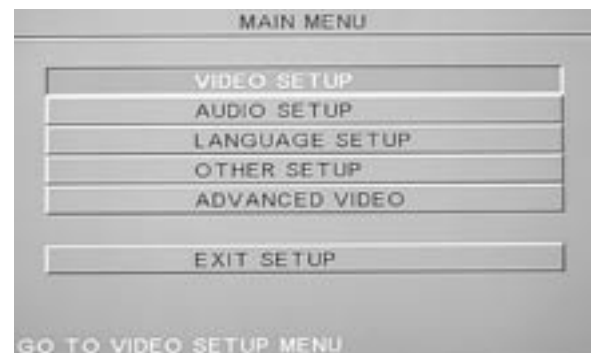 MAIN MENU
VIDEO SETUP
AUDIO SETUP
LANGUAGE SETUP
OTHER SETUP
ADVANCED VIDEO
EXIT SETUP
GO TO VIDEO SETUP MENU